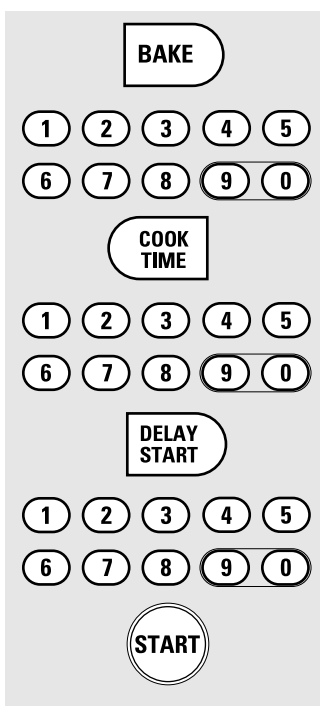 BAKE
1 2 3 4 5
6 7 8 9 0
COOK
TIME
1 2 3 4 5
6 7 8 9 0
DELAY
START
1 2 3 4 5
6 7 8 9 0
START